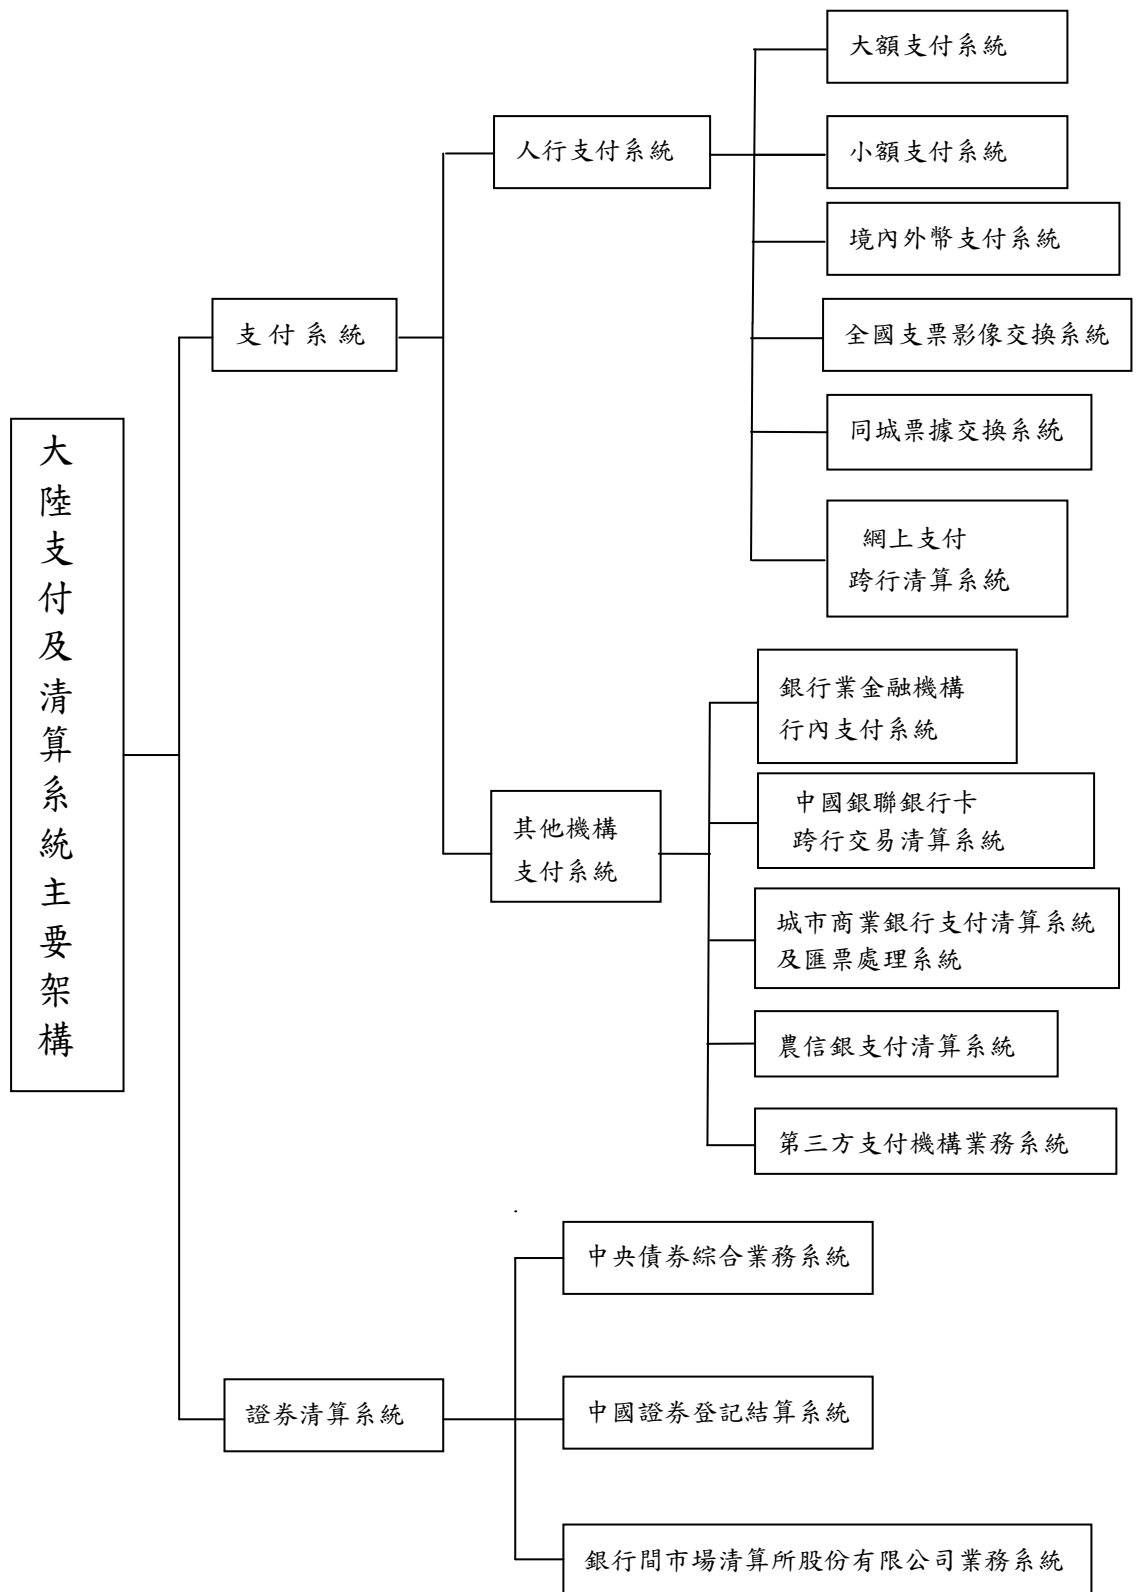 大陸支付及清算系統主要架構
支付系統
人行支付系統
大額支付系統
小額支付系統
境內外幣支付系統
全國支票影像交換系統
同城票據交換系統
網上支付
跨行清算系統
其他機構
支付系統
銀行業金融機構
行內支付系統
中國銀聯銀行卡
跨行交易清算系統
城市商業銀行支付清算系統
及匯票處理系統
農信銀支付清算系統
第三方支付機構業務系統
證券清算系統
中央債券綜合業務系統
中國證券登記結算系統
銀行間市場清算所股份有限公司業務系統